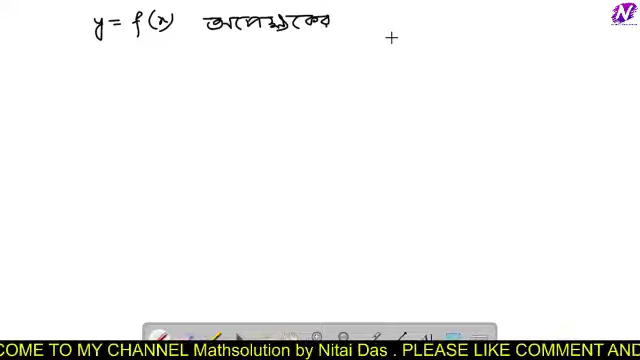 y = f(x) অপেক্ষকের
COME TO MY CHANNEL Mathsolution by Nitai Das . PLEASE LIKE COMMENT AND